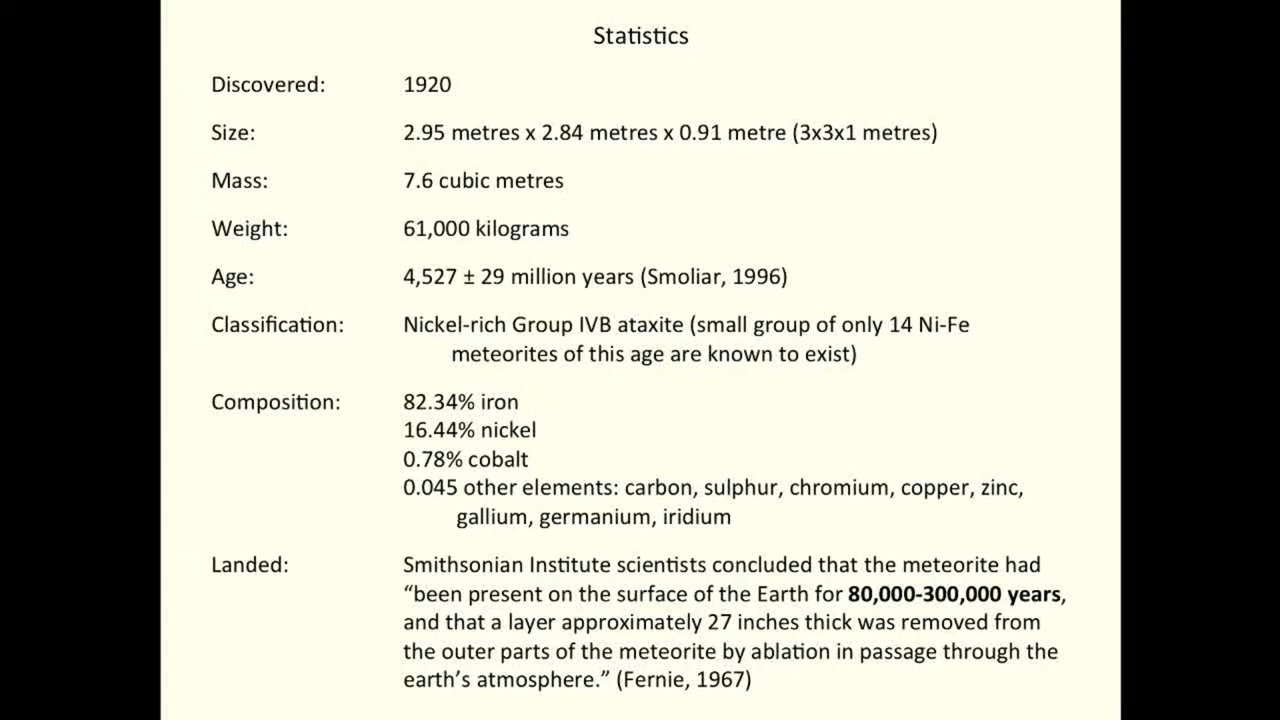 Statistics
Discovered: 1920
Size: 2.95 metres x 2.84 metres x 0.91 metre (3x3x1 metres)
Mass: 7.6 cubic metres
Weight: 61,000 kilograms
Age: 4,527 ± 29 million years (Smoliar, 1996)
Classification: Nickel-rich Group IVB ataxite (small group of only 14 Ni-Fe
meteorites of this age are known to exist)
Composition: 82.34% iron
16.44% nickel
0.78% cobalt
0.045 other elements: carbon, sulphur, chromium, copper, zinc,
gallium, germanium, iridium
Landed: Smithsonian Institute scientists concluded that the meteorite had
“been present on the surface of the Earth for 80,000-300,000 years,
and that a layer approximately 27 inches thick was removed from
the outer parts of the meteorite by ablation in passage through the
earth’s atmosphere.” (Fernie, 1967)